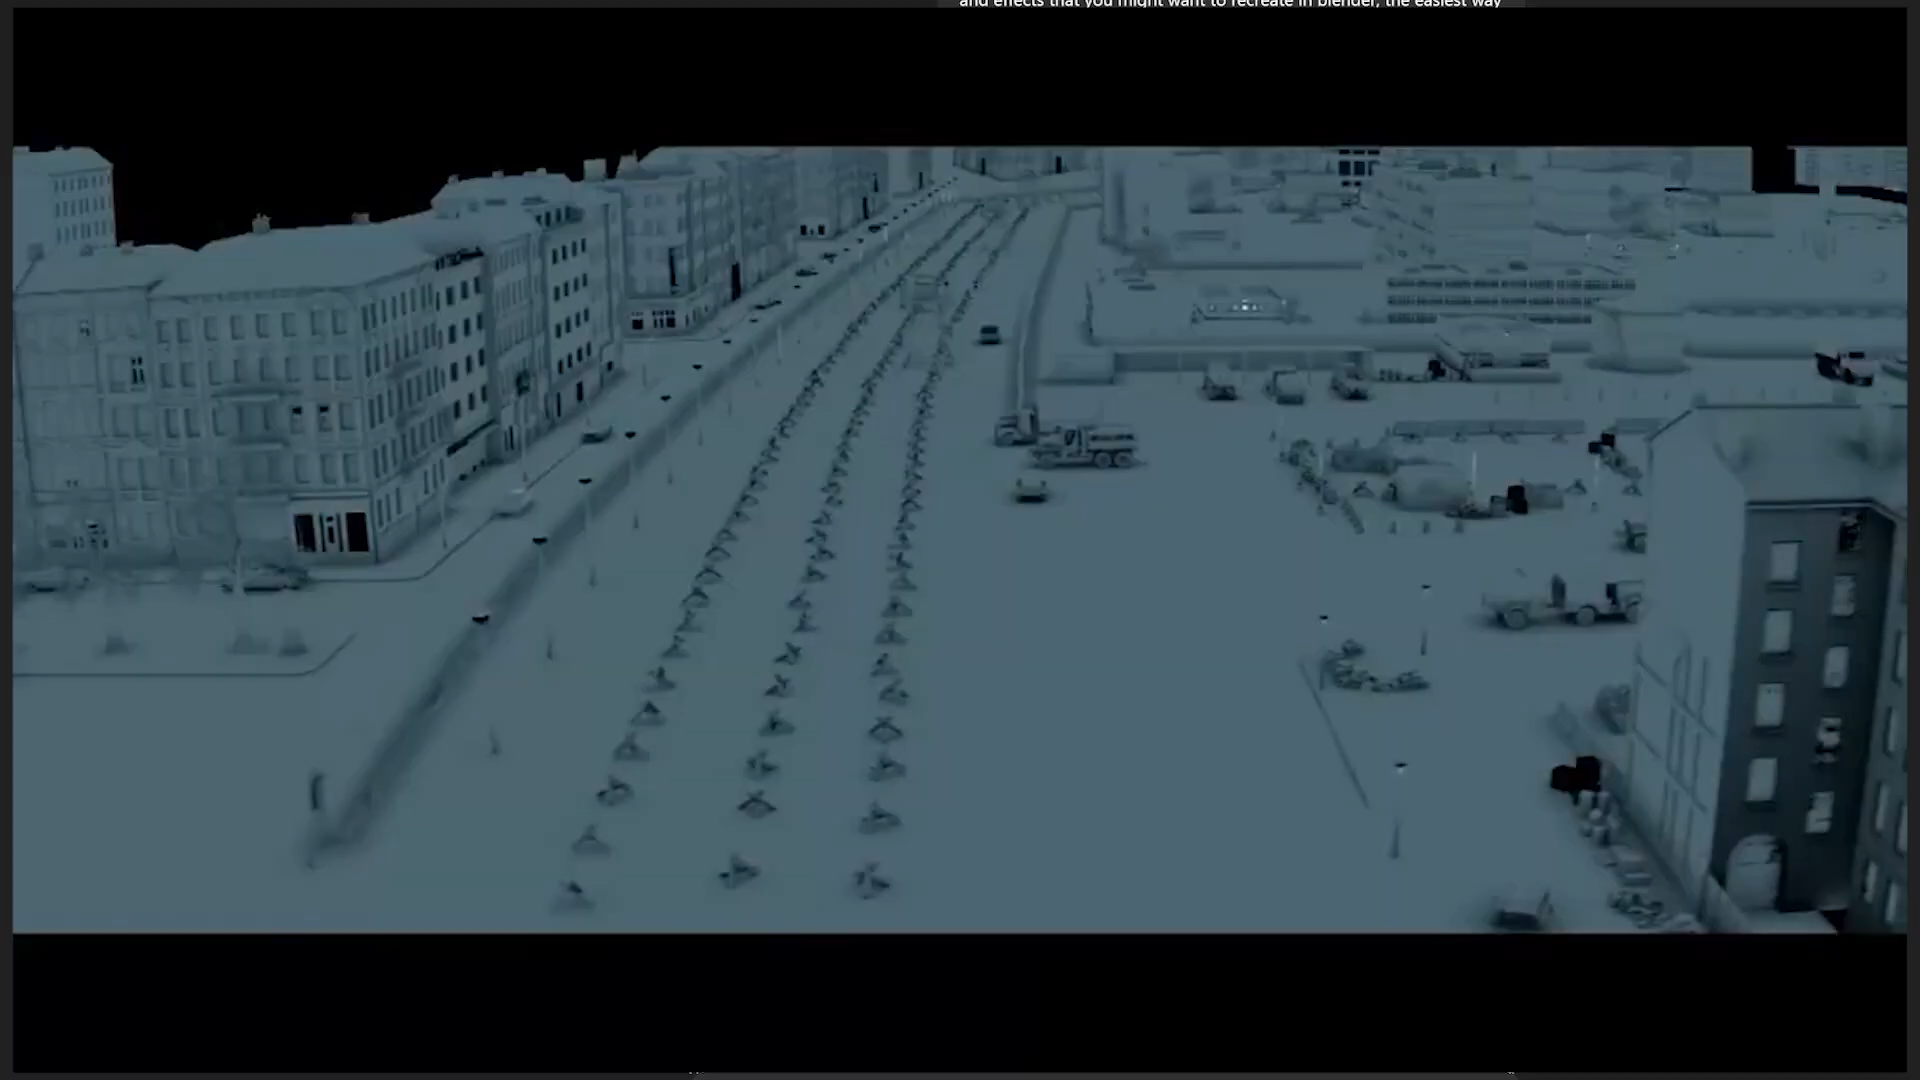 and effects that you might want to recreate in blender, the easiest way